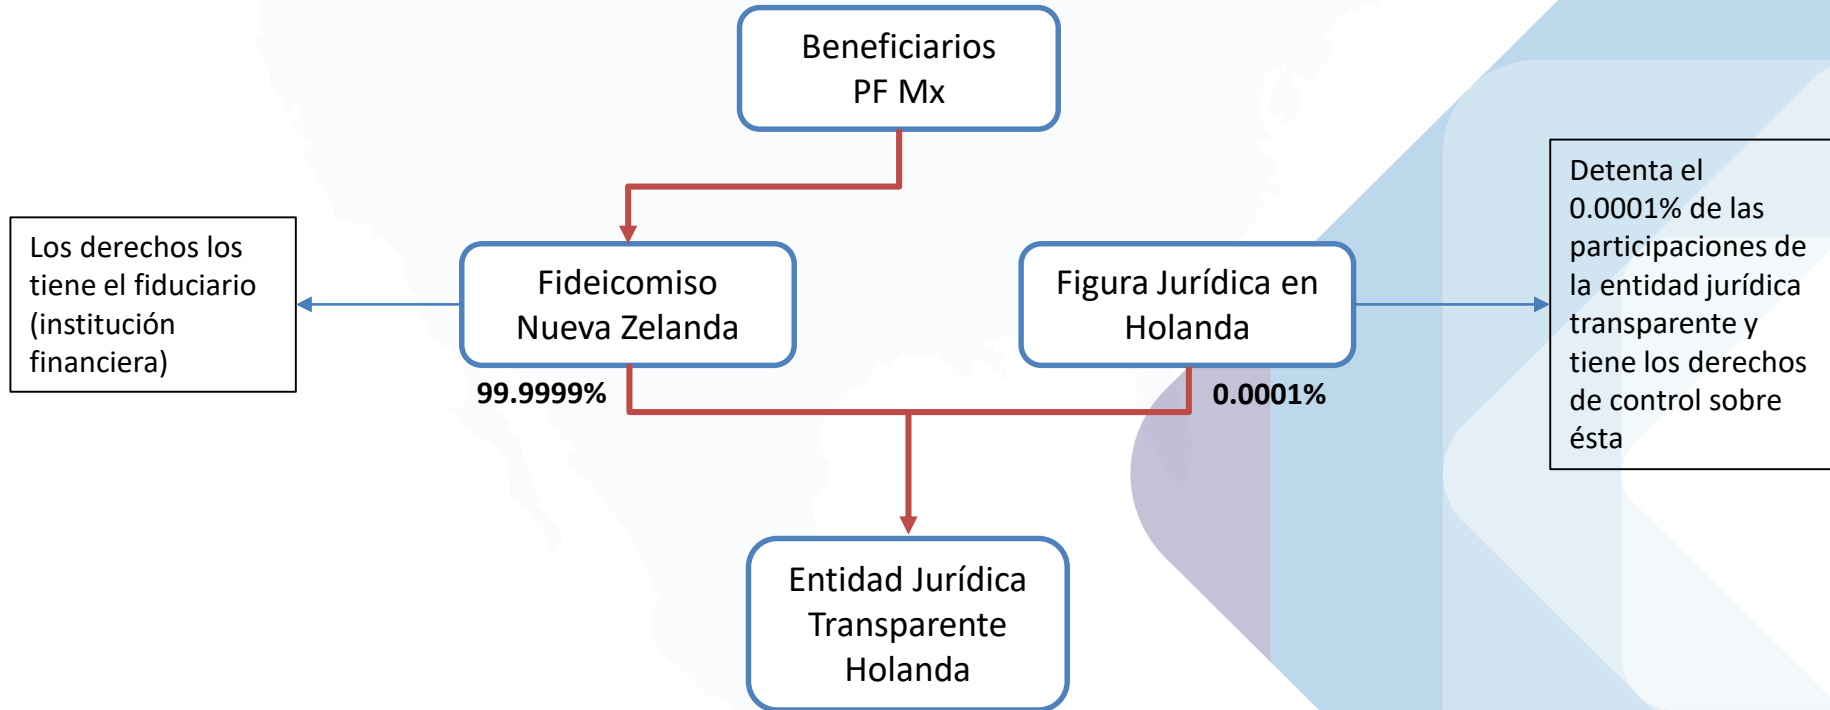 Beneficiarios
PF Mx
Los derechos los
tiene el fiduciario
(institución
financiera)
Fideicomiso
Nueva Zelanda
Figura Jurídica en
Holanda
Detenta el
0.0001% de las
participaciones de
la entidad jurídica
transparente y
tiene los derechos
de control sobre
ésta
99.9999%
0.0001%
Entidad Jurídica
Transparente
Holanda